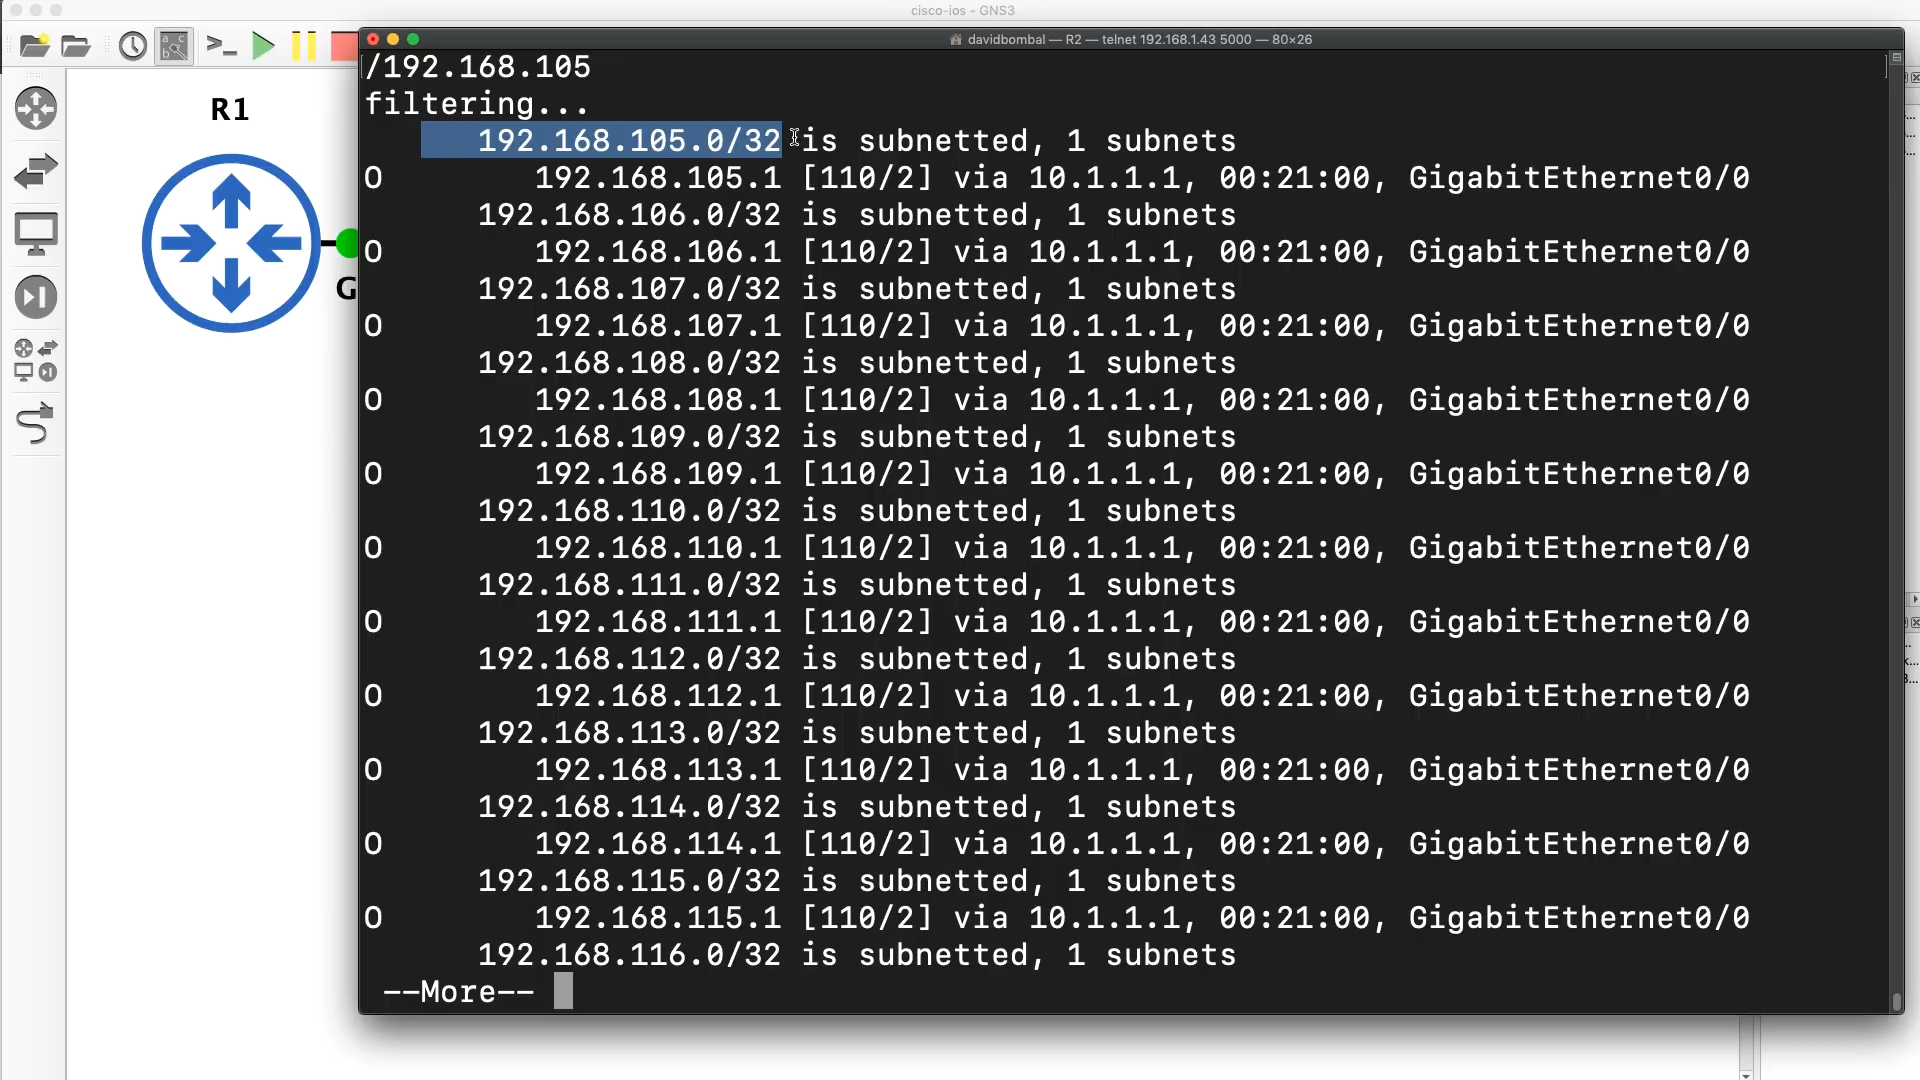 cisco-ios - GNS3
davidbombal — R2 — telnet 192.168.1.43 5000 — 80×26
R1
G
/192.168.105
filtering...
192.168.105.0/32 is subnetted, 1 subnets
O 192.168.105.1 [110/2] via 10.1.1.1, 00:21:00, GigabitEthernet0/0
192.168.106.0/32 is subnetted, 1 subnets
O 192.168.106.1 [110/2] via 10.1.1.1, 00:21:00, GigabitEthernet0/0
192.168.107.0/32 is subnetted, 1 subnets
O 192.168.107.1 [110/2] via 10.1.1.1, 00:21:00, GigabitEthernet0/0
192.168.108.0/32 is subnetted, 1 subnets
O 192.168.108.1 [110/2] via 10.1.1.1, 00:21:00, GigabitEthernet0/0
192.168.109.0/32 is subnetted, 1 subnets
O 192.168.109.1 [110/2] via 10.1.1.1, 00:21:00, GigabitEthernet0/0
192.168.110.0/32 is subnetted, 1 subnets
O 192.168.110.1 [110/2] via 10.1.1.1, 00:21:00, GigabitEthernet0/0
192.168.111.0/32 is subnetted, 1 subnets
O 192.168.111.1 [110/2] via 10.1.1.1, 00:21:00, GigabitEthernet0/0
192.168.112.0/32 is subnetted, 1 subnets
O 192.168.112.1 [110/2] via 10.1.1.1, 00:21:00, GigabitEthernet0/0
192.168.113.0/32 is subnetted, 1 subnets
O 192.168.113.1 [110/2] via 10.1.1.1, 00:21:00, GigabitEthernet0/0
192.168.114.0/32 is subnetted, 1 subnets
O 192.168.114.1 [110/2] via 10.1.1.1, 00:21:00, GigabitEthernet0/0
192.168.115.0/32 is subnetted, 1 subnets
O 192.168.115.1 [110/2] via 10.1.1.1, 00:21:00, GigabitEthernet0/0
192.168.116.0/32 is subnetted, 1 subnets
--More--